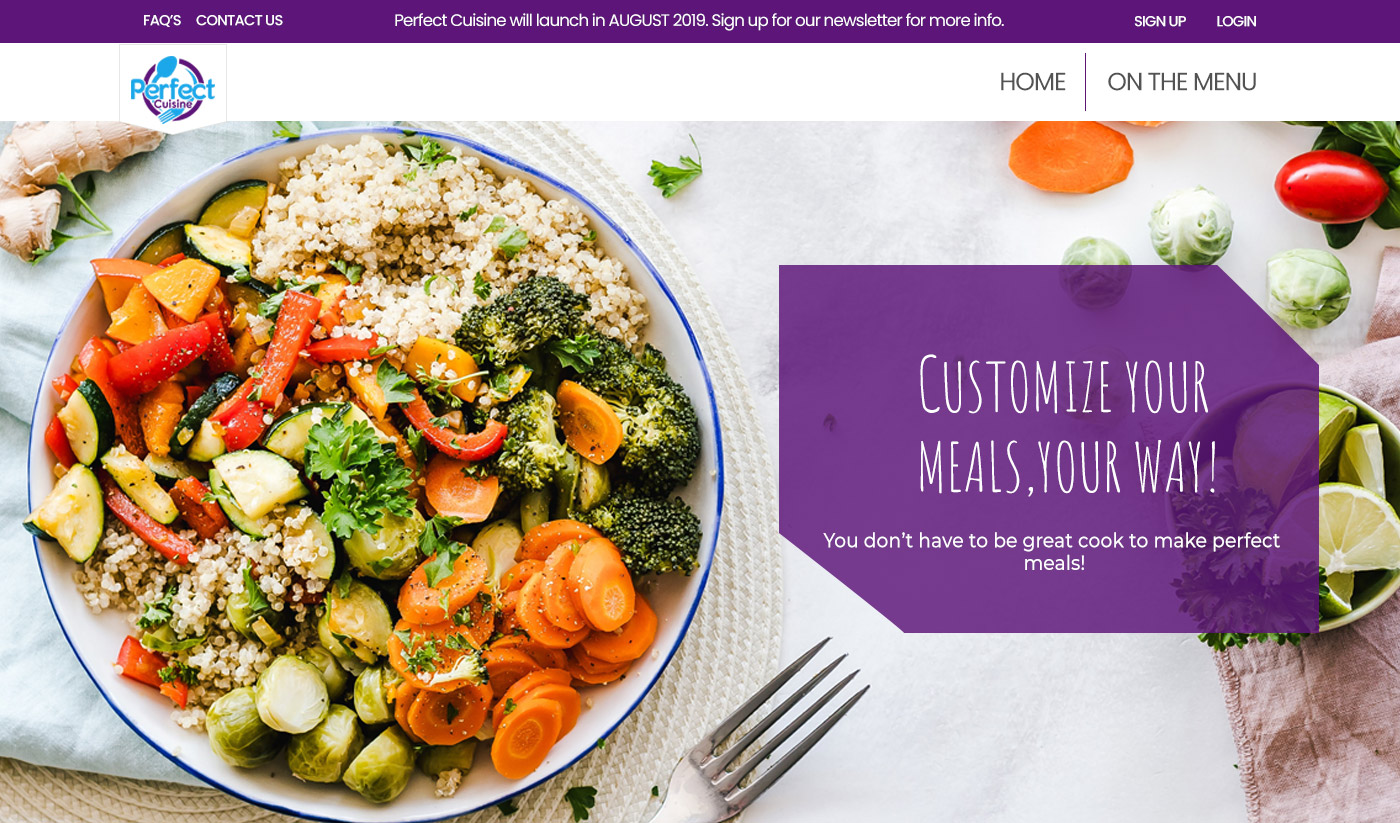 FAQ'S CONTACT US Perfect Cuisine will launch in AUGUST 2019. Sign up for our newsletter for more info. SIGN UP LOGIN
Perfect
Cuisine
HOME ON THE MENU
CUSTOMIZE YOUR
MEALS,YOUR WAY!
You don't have to be great cook to make perfect
meals!